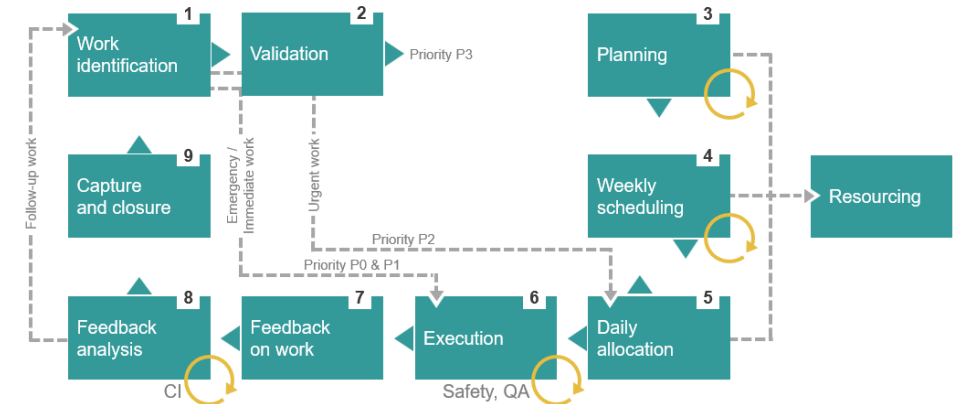 1
Work
identification
2
Validation
Priority P3
3
Planning
9
Capture
and closure
4
Weekly
scheduling
Resourcing
Follow-up work
Emergency /
Immediate work
Urgent work
Priority P2
Priority P0 & P1
8
Feedback
analysis
7
Feedback
on work
6
Execution
5
Daily
allocation
CI
Safety, QA